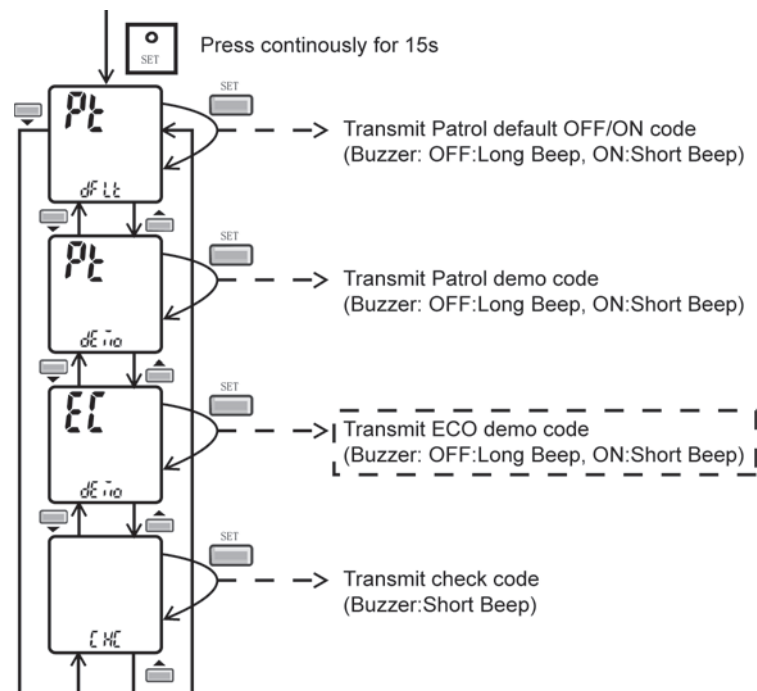 SET
Press continously for 15s
SET
Pt
Transmit Patrol default OFF/ON code
(Buzzer: OFF:Long Beep, ON:Short Beep)
dFLt
SET
Pt
Transmit Patrol demo code
(Buzzer: OFF:Long Beep, ON:Short Beep)
dEmo
SET
EC
Transmit ECO demo code
(Buzzer: OFF:Long Beep, ON:Short Beep)
dEmo
SET
Transmit check code
(Buzzer:Short Beep)
CHC